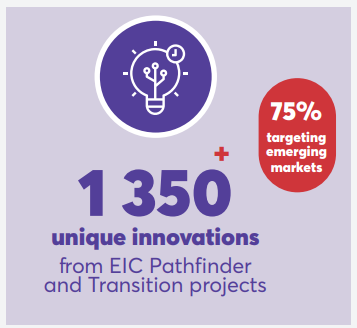 75%
targeting
emerging
markets
+
1 350
unique innovations
from EIC Pathfinder
and Transition projects